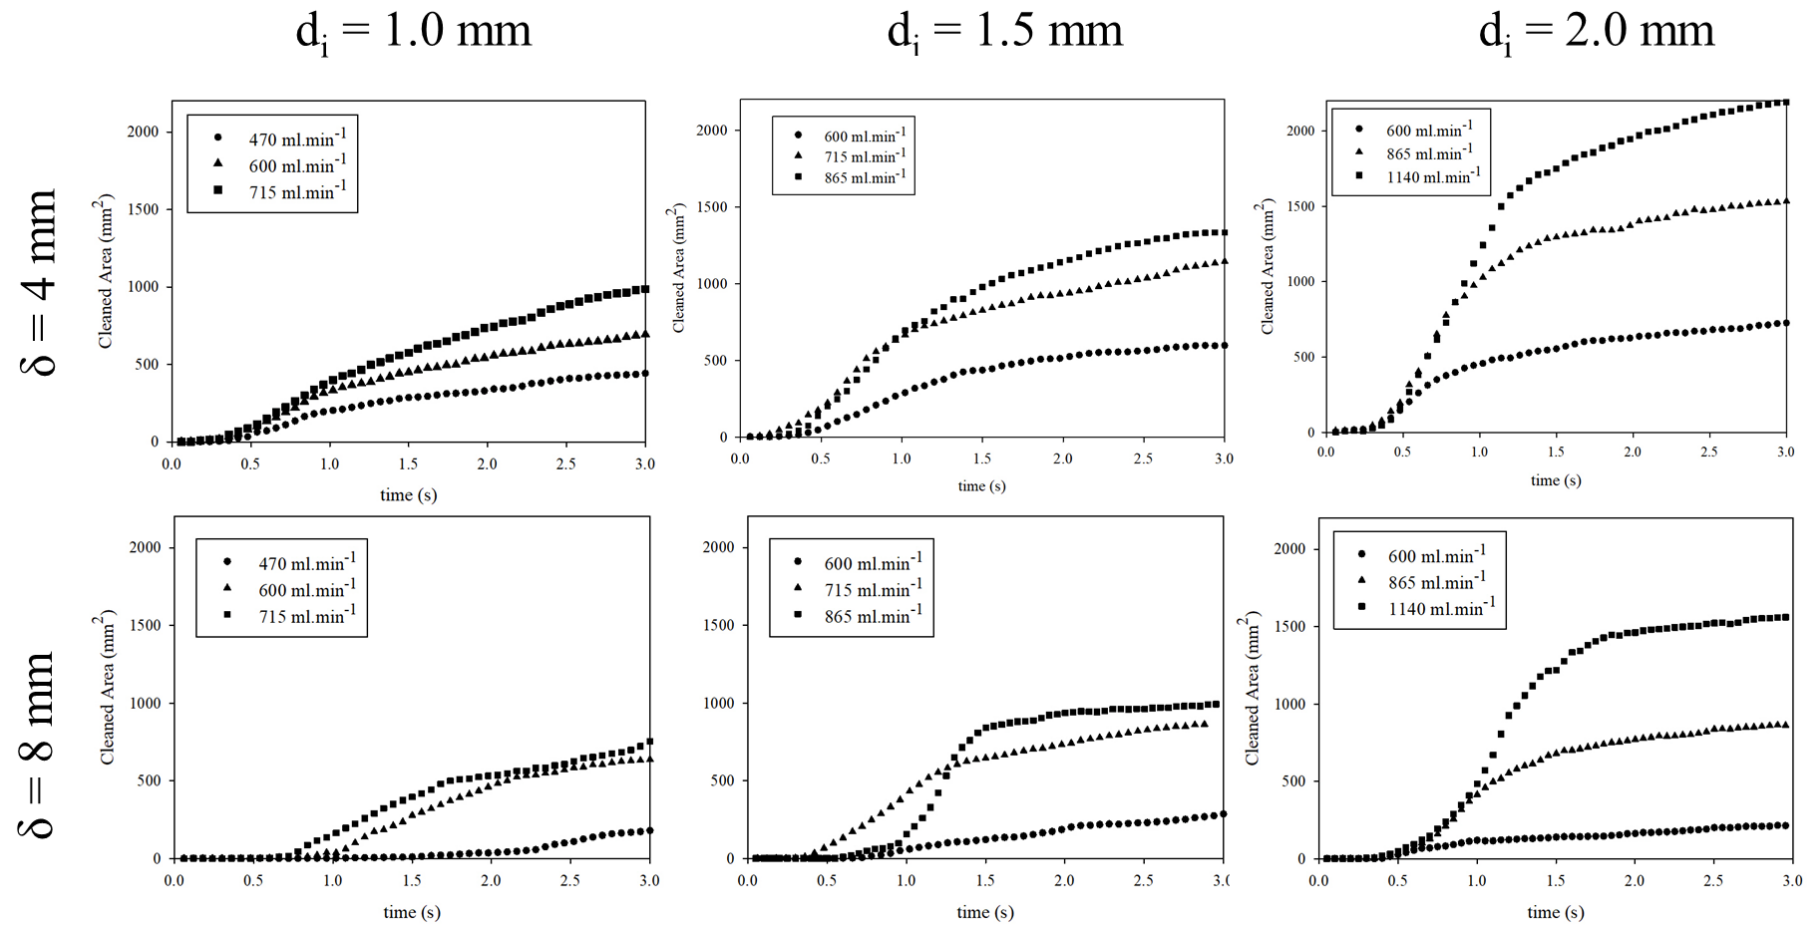 dᵢ = 1.0 mm
dᵢ = 1.5 mm
dᵢ = 2.0 mm
δ = 4 mm
Cleaned Area (mm²)
2000
1500
1000
500
0
470 ml.min⁻¹
600 ml.min⁻¹
715 ml.min⁻¹
0.0 0.5 1.0 1.5 2.0 2.5 3.0
time (s)
Cleaned Area (mm²)
2000
1500
1000
500
0
600 ml.min⁻¹
715 ml.min⁻¹
865 ml.min⁻¹
0.0 0.5 1.0 1.5 2.0 2.5 3.0
time (s)
Cleaned Area (mm²)
2000
1500
1000
500
0
600 ml.min⁻¹
865 ml.min⁻¹
1140 ml.min⁻¹
0.0 0.5 1.0 1.5 2.0 2.5 3.0
time (s)
δ = 8 mm
Cleaned Area (mm²)
2000
1500
1000
500
0
470 ml.min⁻¹
600 ml.min⁻¹
715 ml.min⁻¹
0.0 0.5 1.0 1.5 2.0 2.5 3.0
time (s)
2000
1500
1000
500
0
600 ml.min⁻¹
715 ml.min⁻¹
865 ml.min⁻¹
0.0 0.5 1.0 1.5 2.0 2.5 3.0
time (s)
Cleaned Area (mm²)
2000
1500
1000
500
0
600 ml.min⁻¹
865 ml.min⁻¹
1140 ml.min⁻¹
0.0 0.5 1.0 1.5 2.0 2.5 3.0
time (s)